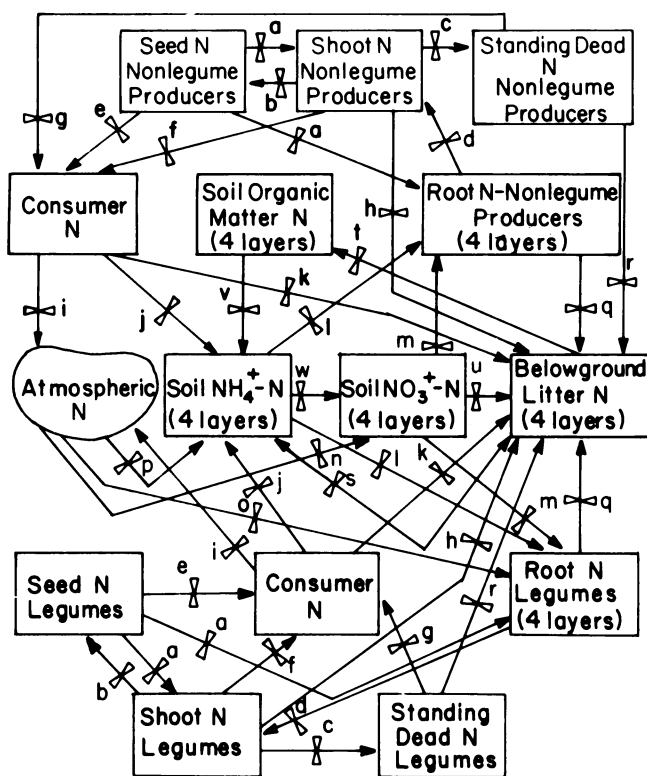 a
c
Seed N
Nonlegume
Producers
Shoot N
Nonlegume
Producers
Standing Dead
N
Nonlegume
Producers
b
g
e
f
a
d
Consumer
N
Soil Organic
Matter N
(4 layers)
h
Root N-Nonlegume
Producers
(4 layers)
t
r
i
j
v
k
l
m
q
Atmospheric
N
Soil NH4+-N
(4 layers)
w
Soil NO3+-N
(4 layers)
u
Belowground
Litter N
(4 layers)
p
n
l
k
s
j
o
m
q
i
h
Seed N
Legumes
e
Consumer
N
r
Root N
Legumes
(4 layers)
a
a
g
b
f
d
Shoot N
Legumes
c
Standing
Dead N
Legumes